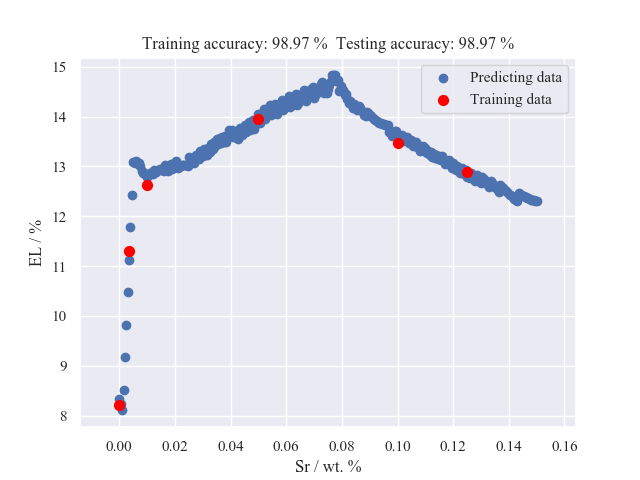 Training accuracy: 98.97 %  Testing accuracy: 98.97 %
Predicting data
Training data
15
14
13
12
11
10
9
8
EL / %
0.00 0.02 0.04 0.06 0.08 0.10 0.12 0.14 0.16
Sr / wt. %